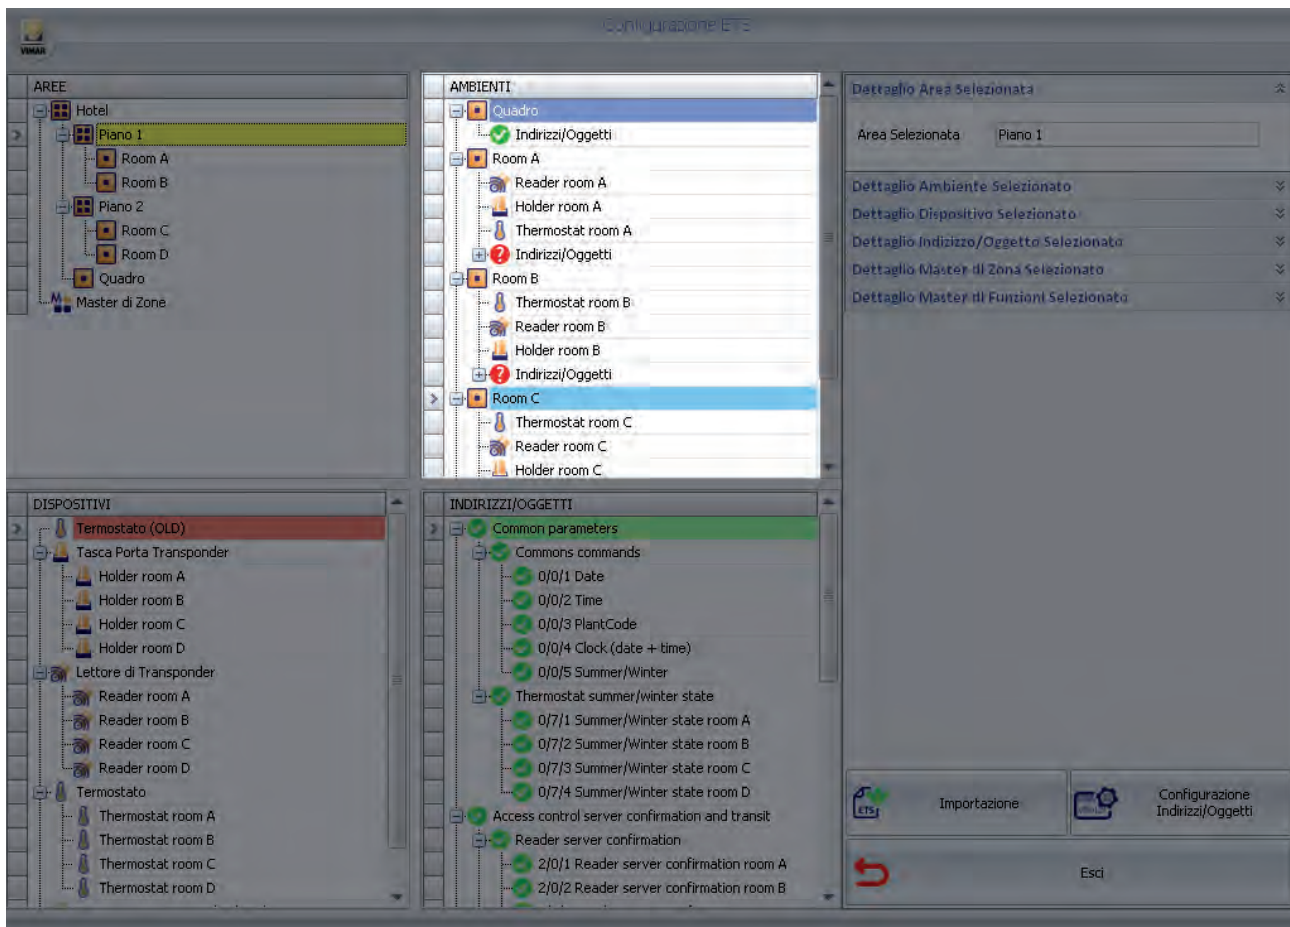 Configurazione ETS
VIMAR
AREE
Hotel
Piano 1
Room A
Room B
Piano 2
Room C
Room D
Quadro
Master di Zone
AMBIENTI
Quadro
Indirizzi/Oggetti
Room A
Reader room A
Holder room A
Thermostat room A
Indirizzi/Oggetti
Room B
Thermostat room B
Reader room B
Holder room B
Indirizzi/Oggetti
Room C
Thermostat room C
Reader room C
Holder room C
Dettaglio Area Selezionata
Area Selezionata Piano 1
Dettaglio Ambiente Selezionato
Dettaglio Dispositivo Selezionato
Dettaglio Indizizzo/Oggetto Selezionato
Dettaglio Master di Zona Selezionato
Dettaglio Master di Funzioni Selezionato
DISPOSITIVI
Termostato (OLD)
Tasca Porta Transponder
Holder room A
Holder room B
Holder room C
Holder room D
Lettore di Transponder
Reader room A
Reader room B
Reader room C
Reader room D
Termostato
Thermostat room A
Thermostat room B
Thermostat room C
Thermostat room D
INDIRIZZI/OGGETTI
Common parameters
Commons commands
0/0/1 Date
0/0/2 Time
0/0/3 PlantCode
0/0/4 Clock (date + time)
0/0/5 Summer/Winter
Thermostat summer/winter state
0/7/1 Summer/Winter state room A
0/7/2 Summer/Winter state room B
0/7/3 Summer/Winter state room C
0/7/4 Summer/Winter state room D
Access control server confirmation and transit
Reader server confirmation
2/0/1 Reader server confirmation room A
2/0/2 Reader server confirmation room B
ETS
Importazione
Configurazione
Indirizzi/Oggetti
Esci